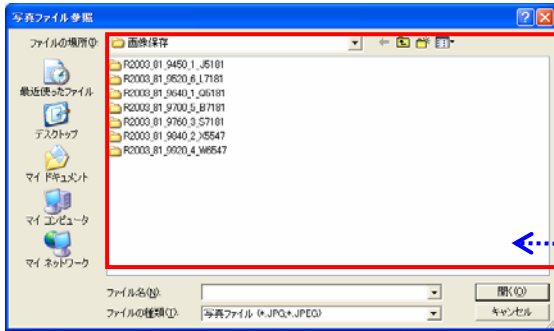 写真ファイル参照
ファイルの場所(I):
画像保存
最近使ったファイル
デスクトップ
マイ ドキュメント
マイ コンピュータ
マイ ネットワーク
R2003_81_9450_1_J5181
R2003_81_9520_6_L7181
R2003_81_9640_1_Q6181
R2003_81_9700_5_B7181
R2003_81_9760_3_S7181
R2003_81_9840_2_X5547
R2003_81_9920_4_W6547
ファイル名(N):
開く(O)
ファイルの種類(T):
写真ファイル (*.JPG;*.JPEG)
キャンセル